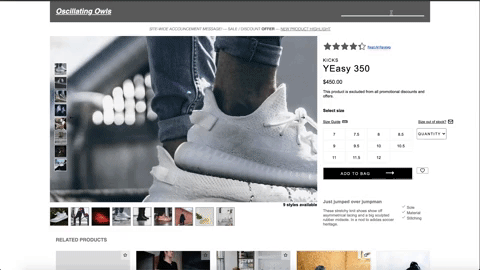 Oscillating Owls
SITE-WIDE ACCOUNCEMENT MESSAGE! — SALE / DISCOUNT OFFER — NEW PRODUCT HIGHLIGHT
Read All Reviews
KICKS
YEasy 350
$450.00
This product is excluded from all promotional discounts and offers.
Select size
Size Guide
Size out of stock?
7 7.5 8 8.5
9 9.5 10 10.5
11 11.5 12
QUANTITY
ADD TO BAG
5 styles available
Just jumped over jumpman
These stretchy knit shoes show off
asymmetrical lacing and a big sculpted
rubber midsole. In a nod to adidas soccer
heritage.
Sole
Material
Stitching
RELATED PRODUCTS